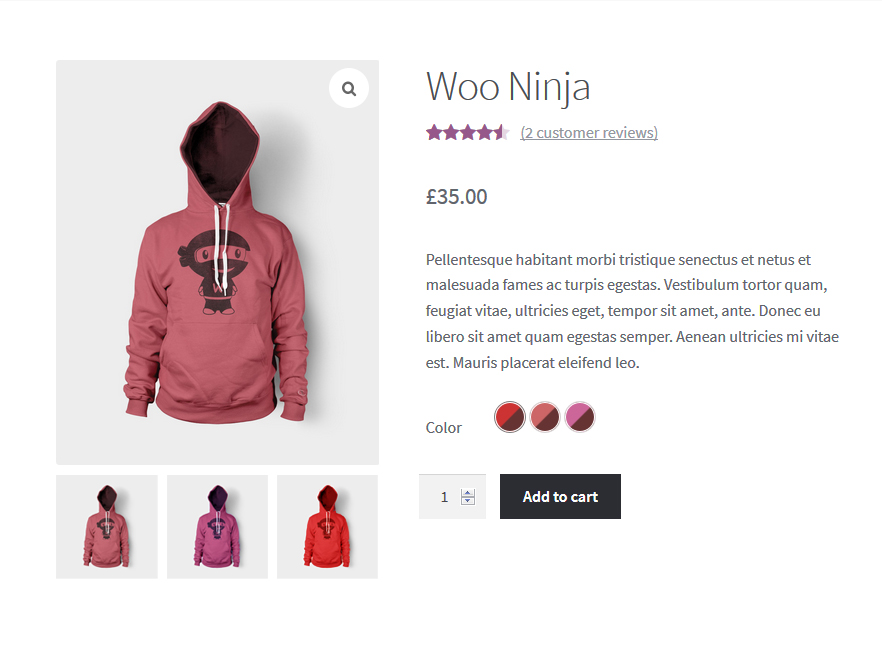 Woo Ninja
(2 customer reviews)
£35.00
Pellentesque habitant morbi tristique senectus et netus et
malesuada fames ac turpis egestas. Vestibulum tortor quam,
feugiat vitae, ultricies eget, tempor sit amet, ante. Donec eu
libero sit amet quam egestas semper. Aenean ultricies mi vitae
est. Mauris placerat eleifend leo.
Color
1
Add to cart
W